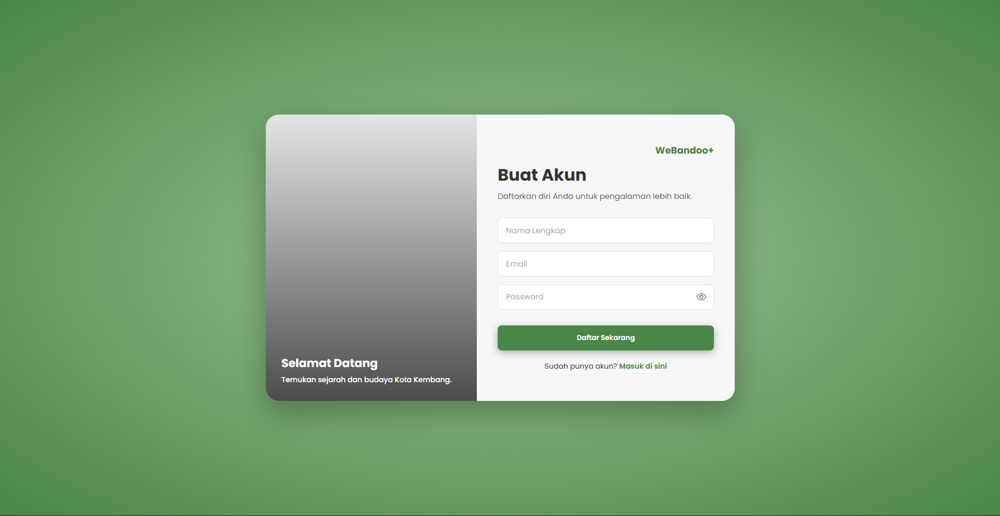 Selamat Datang
Temukan sejarah dan budaya Kota Kembang.
WeBandoo+
Buat Akun
Daftarkan diri Anda untuk pengalaman lebih baik.
Nama Lengkap
Email
Password
Daftar Sekarang
Sudah punya akun? Masuk di sini